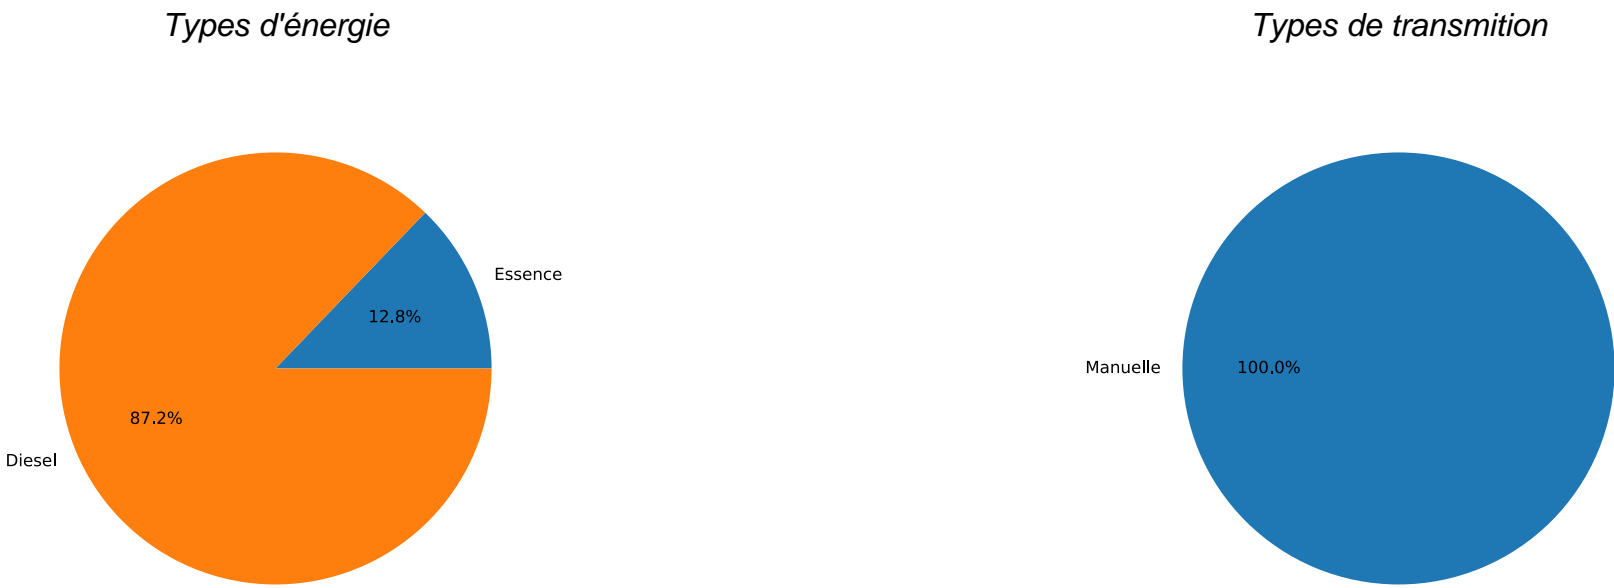 Types d'énergie
Types de transmition
Essence
12.8%
87.2%
Diesel
Manuelle
100.0%